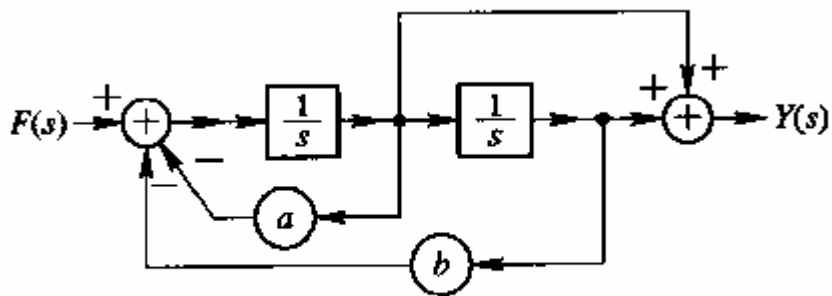 F(s) + + 1/s 1/s + + + Y(s)
− −
a
b